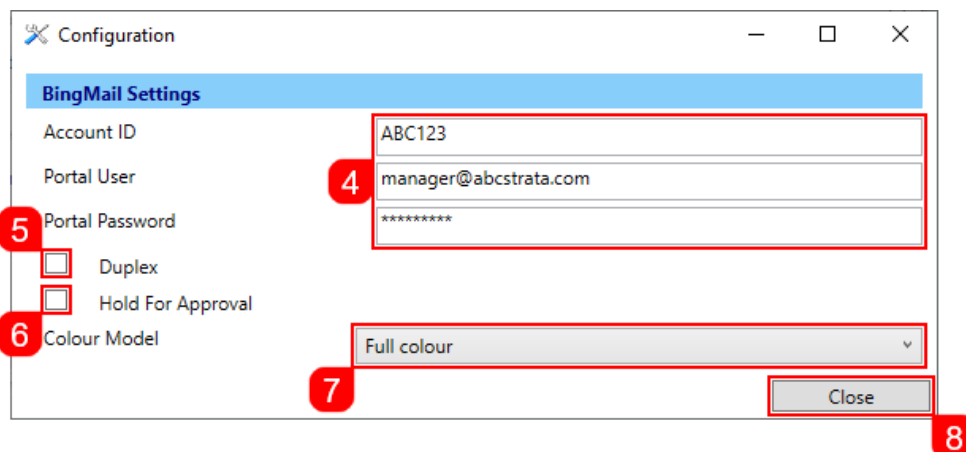 Configuration
BingMail Settings
Account ID ABC123
4
Portal User manager@abcstrata.com
Portal Password *********
5
Duplex
Hold For Approval
6
Colour Model Full colour
7
Close
8